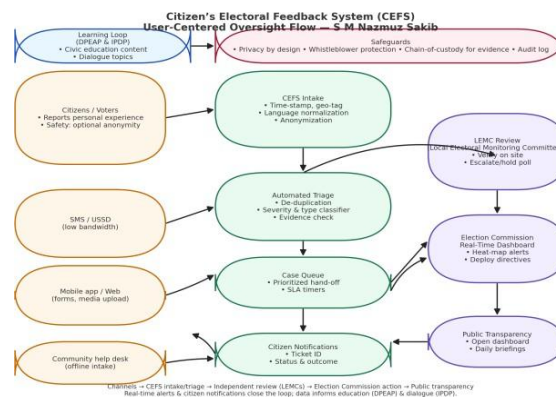 Citizen's Electoral Feedback System (CEFS)
User-Centered Oversight Flow — S M Nazmuz Sakib
Learning Loop
(DPEAP & IPDP)
• Civic education content
• Dialogue topics
Safeguards
• Privacy by design • Whistleblower protection • Chain-of-custody for evidence • Audit log
Citizens / Voters
• Reports personal experience
• Safety: optional anonymity
CEFS Intake
• Time-stamp, geo-tag
• Language normalization
• Anonymization
LEMC Review
Local Electoral Monitoring Committee
• Verify on site
• Escalate/hold poll
SMS / USSD
(low bandwidth)
Automated Triage
• De-duplication
• Severity & type classifier
• Evidence check
Election Commission
Real-Time Dashboard
• Heat-map alerts
• Deploy directives
Mobile app / Web
(forms, media upload)
Case Queue
• Prioritized hand-off
• SLA timers
Community help desk
(offline intake)
Citizen Notifications
• Ticket ID
• Status & outcome
Public Transparency
• Open dashboard
• Daily briefings
Channels → CEFS intake/triage → Independent review (LEMCs) → Election Commission action → Public transparency
Real-time alerts & citizen notifications close the loop; data informs education (DPEAP) & dialogue (IPDP).